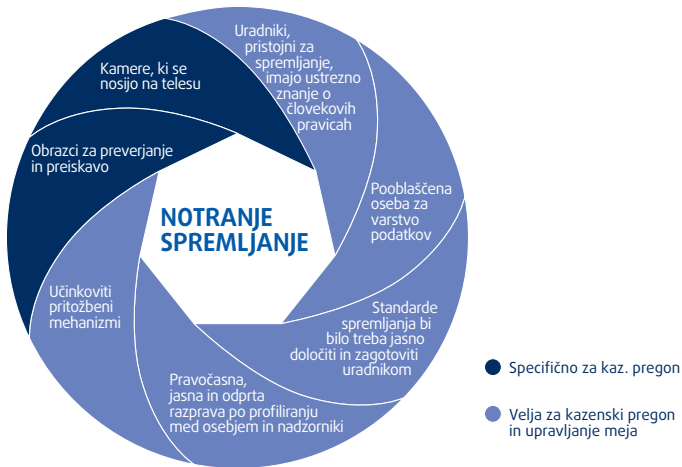 Uradniki,
pristojni za
spremljanje,
imajo ustrezno
znanje o
človekovih
pravicah
Kamere, ki se
nosijo na telesu
Obrazci za preverjanje
in preiskavo
Pooblaščena
oseba za
varstvo
podatkov
NOTRANJE
SPREMLJANJE
Učinkoviti
pritožbeni
mehanizmi
Standarde
spremljanja bi
bilo treba jasno
določiti in zagotoviti
uradnikom
Pravočasna,
jasna in odprta
razprava po profiliranju
med osebjem in nadzorniki
Specifično za kaz. pregon
Velja za kazenski pregon
in upravljanje meja